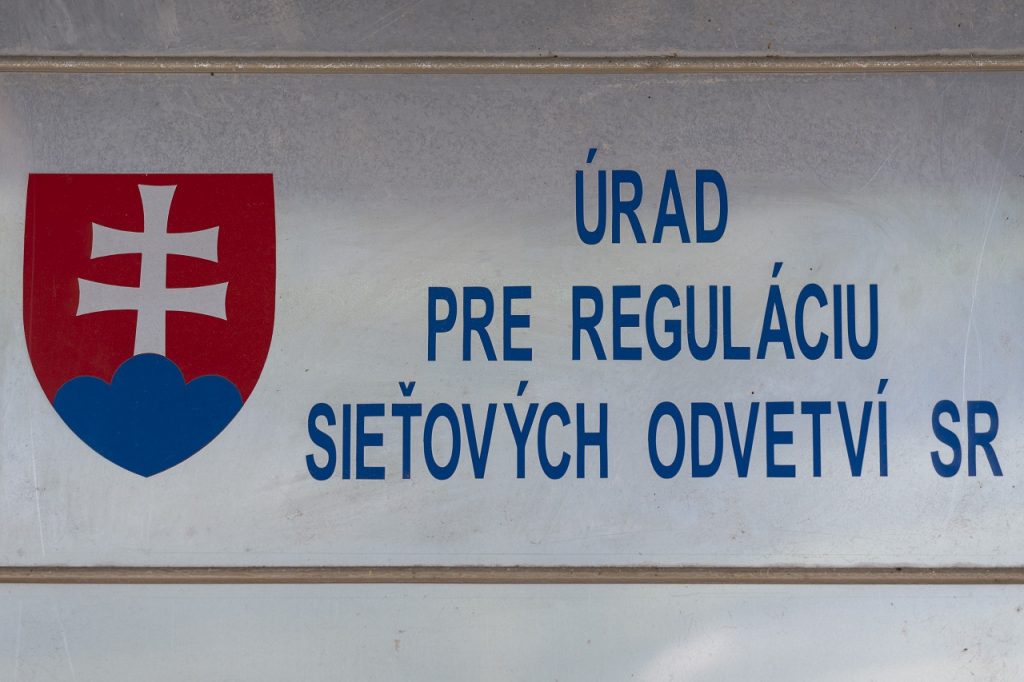 ÚRAD
PRE REGULÁCIU
SIEŤOVÝCH ODVETVÍ SR